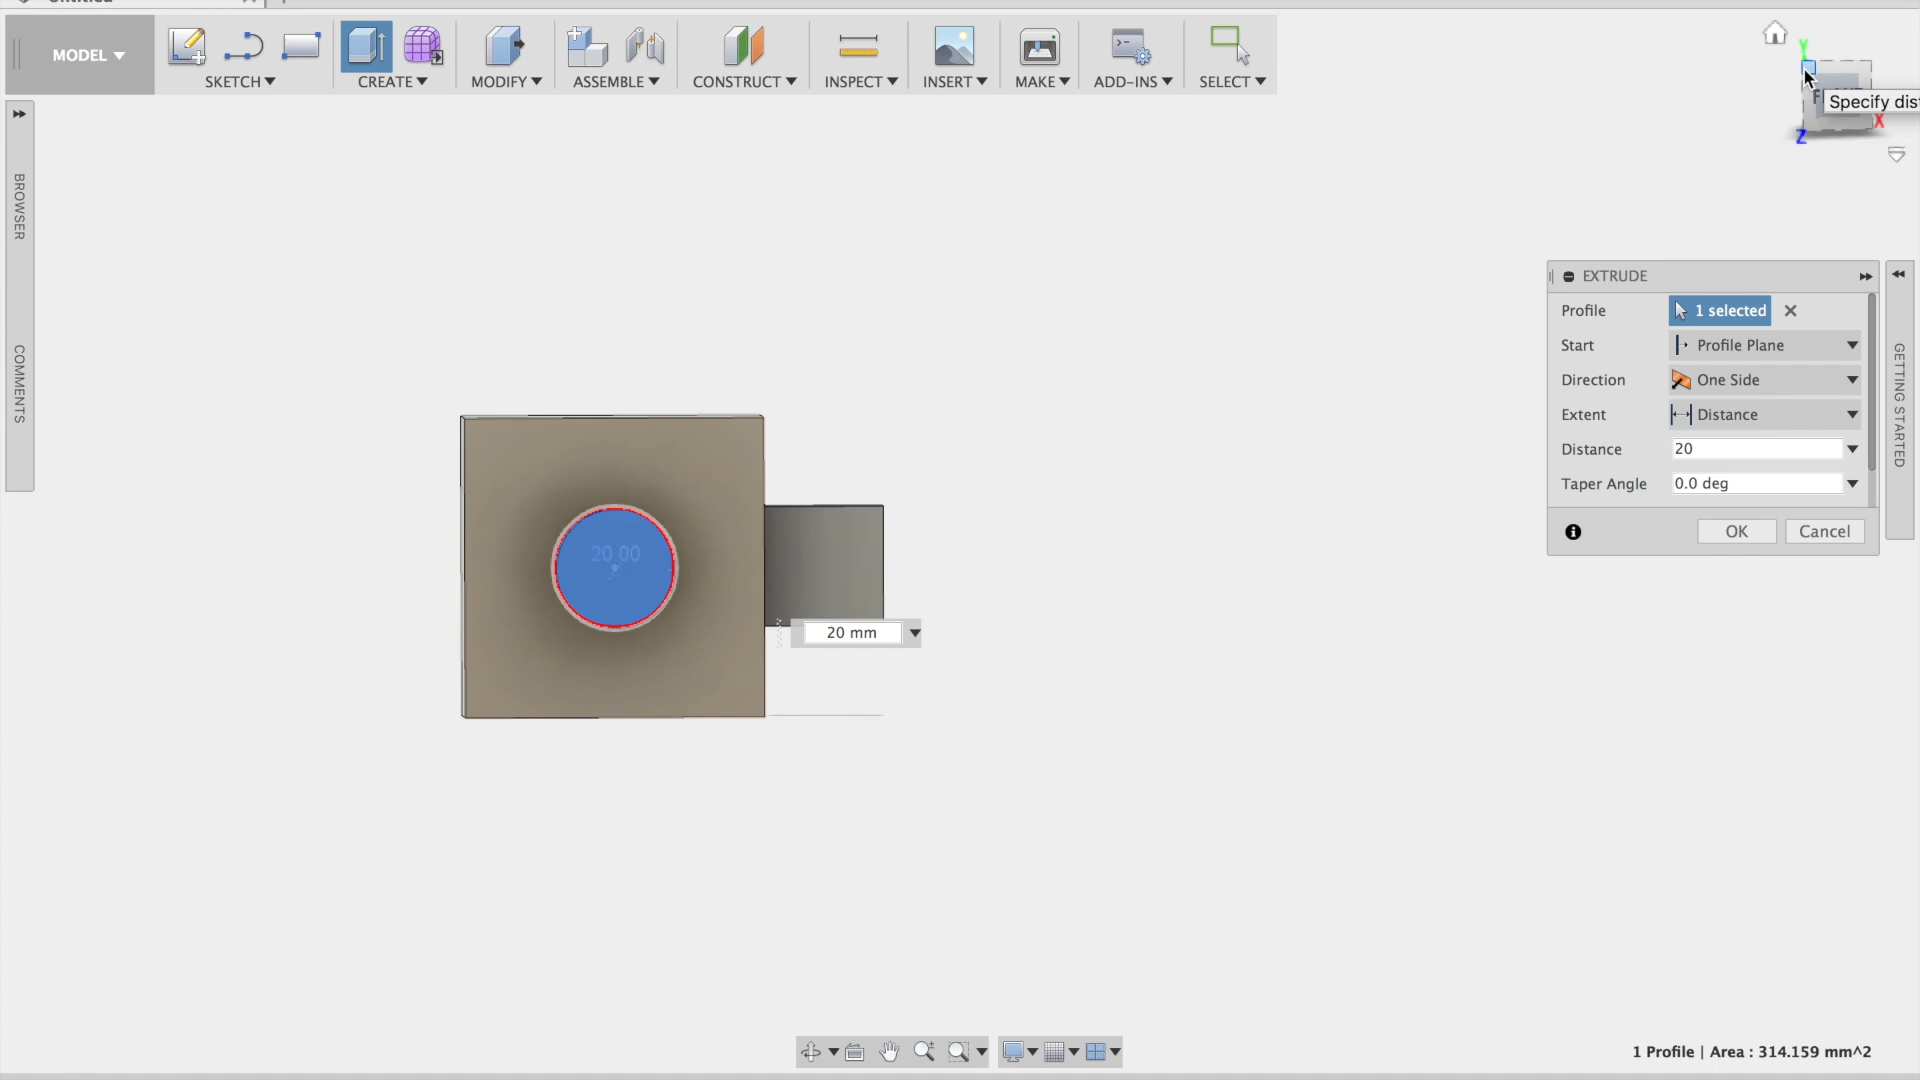 MODEL
SKETCH
CREATE
MODIFY
ASSEMBLE
CONSTRUCT
INSPECT
INSERT
MAKE
ADD-INS
SELECT
Y
Specify dis
X
Z
BROWSER
COMMENTS
EXTRUDE
Profile 1 selected
Start Profile Plane
Direction One Side
Extent Distance
Distance 20
Taper Angle 0.0 deg
OK Cancel
GETTING STARTED
20.00
20 mm
1 Profile | Area : 314.159 mm^2